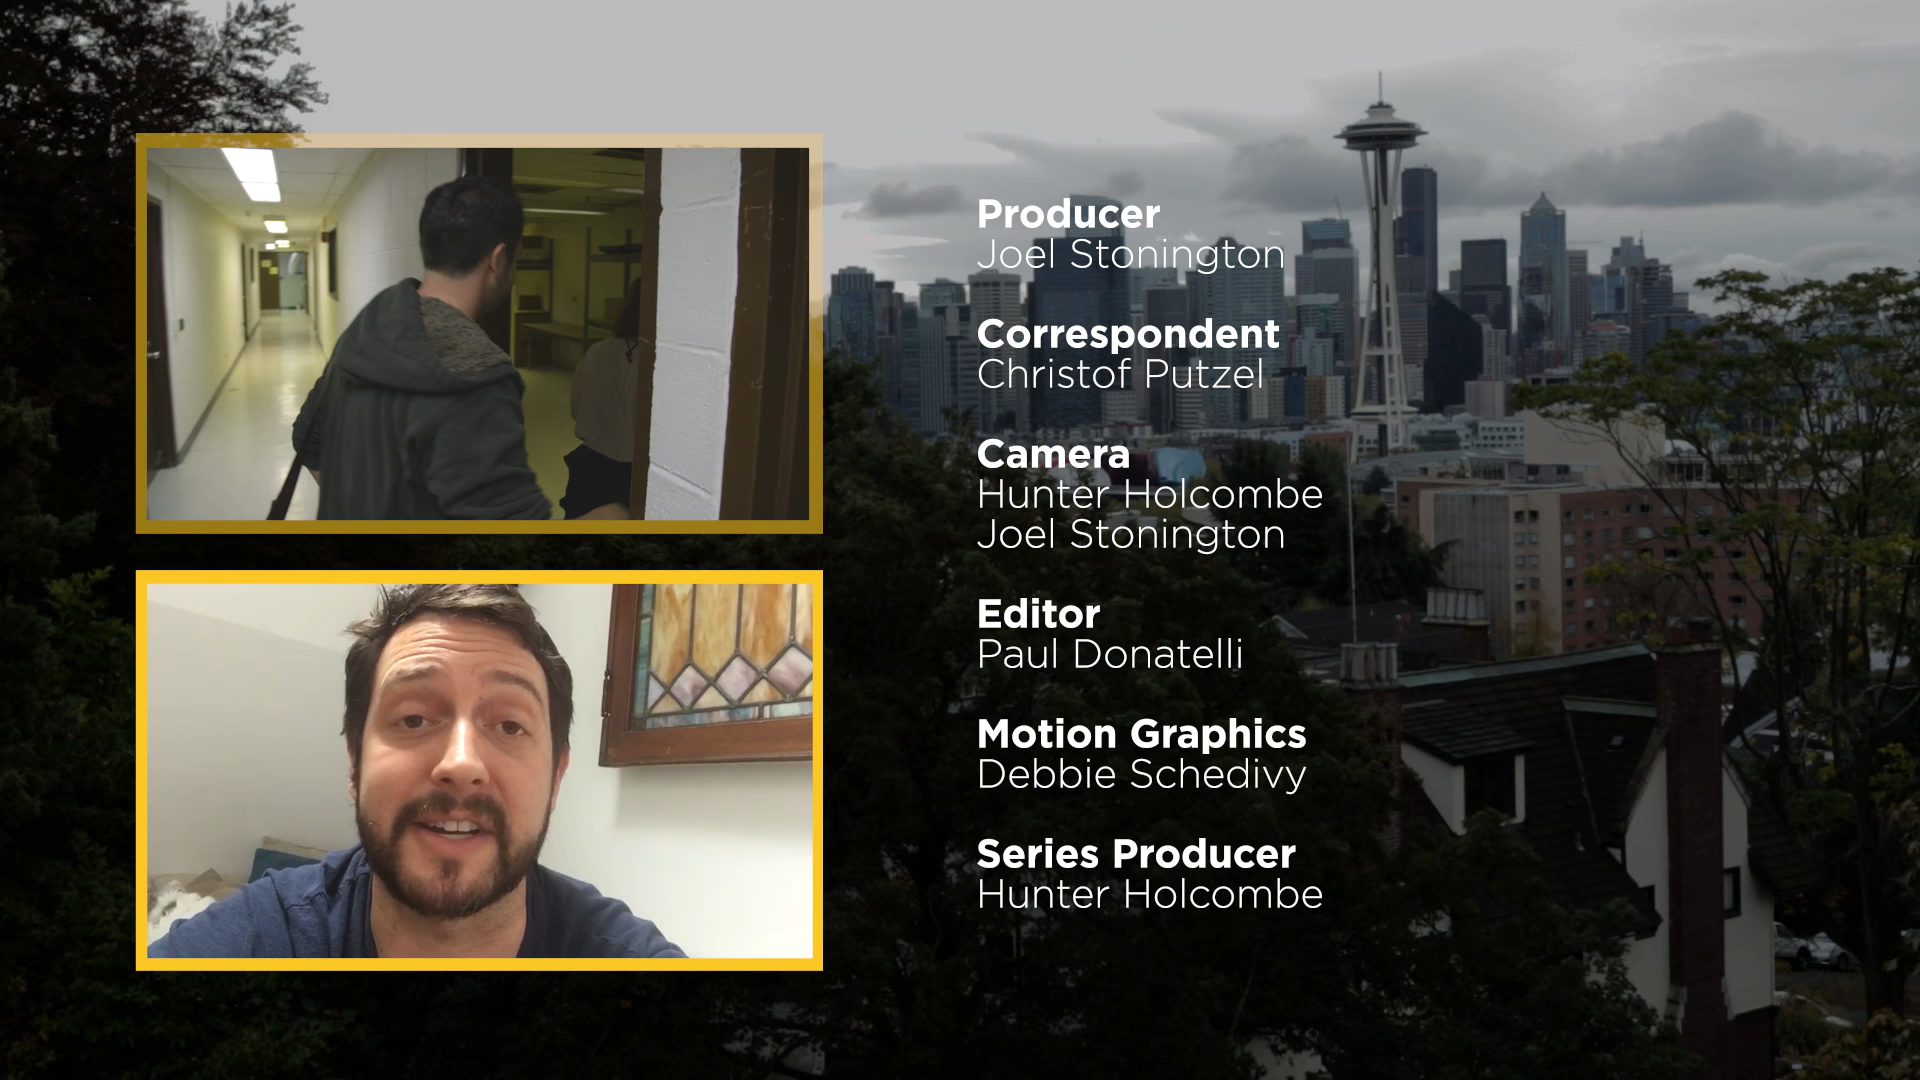 Producer
Joel Stonington
Correspondent
Christof Putzel
Camera
Hunter Holcombe
Joel Stonington
Editor
Paul Donatelli
Motion Graphics
Debbie Schedivy
Series Producer
Hunter Holcombe